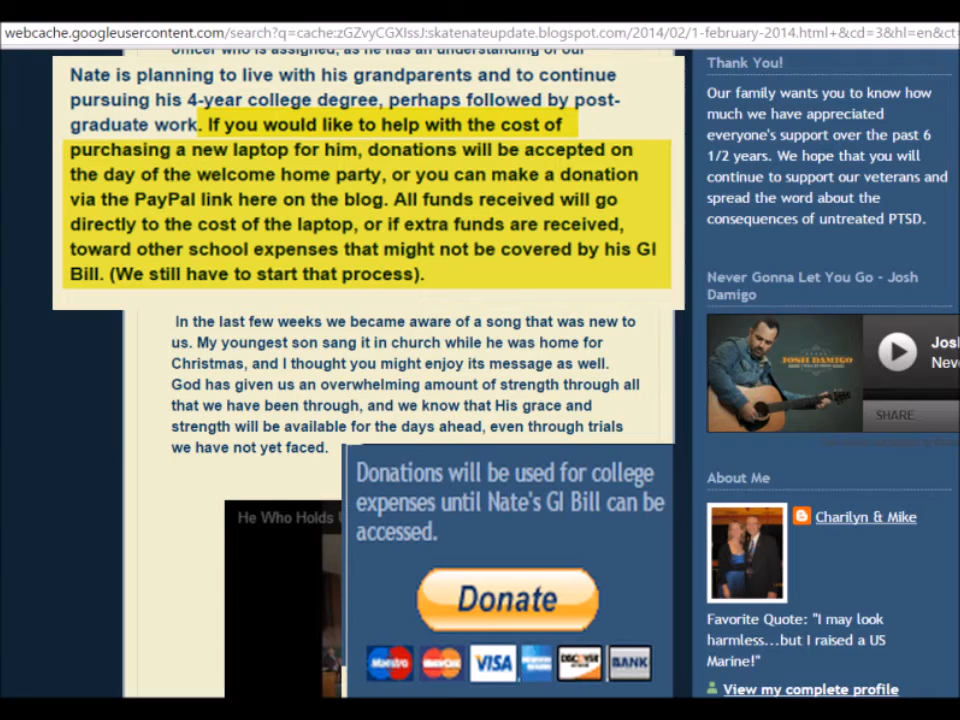 webcache.googleusercontent.com/search?q=cache:zGZvyCGXIssJ:skatenateupdate.blogspot.com/2014/02/1-february-2014.html+&cd=3&hl=en&ct
officer who is assigned, as he has an understanding of our
Nate is planning to live with his grandparents and to continue
pursuing his 4-year college degree, perhaps followed by post-
graduate work. If you would like to help with the cost of
purchasing a new laptop for him, donations will be accepted on
the day of the welcome home party, or you can make a donation
via the PayPal link here on the blog. All funds received will go
directly to the cost of the laptop, or if extra funds are received,
toward other school expenses that might not be covered by his GI
Bill. (We still have to start that process).
In the last few weeks we became aware of a song that was new to
us. My youngest son sang it in church while he was home for
Christmas, and I thought you might enjoy its message as well.
God has given us an overwhelming amount of strength through all
that we have been through, and we know that His grace and
strength will be available for the days ahead, even through trials
we have not yet faced.
He Who Holds
Donations will be used for college
expenses until Nate's GI Bill can be
accessed.
Donate
Maestro
MasterCard
VISA
DISCOVER
BANK
Thank You!
Our family wants you to know how
much we have appreciated
everyone's support over the past 6
1/2 years. We hope that you will
continue to support our veterans and
spread the word about the
consequences of untreated PTSD.
Never Gonna Let You Go - Josh
Damigo
JOSH DAMIGO
Josh
Neve
SHARE
About Me
Charilyn & Mike
Favorite Quote: "I may look
harmless...but I raised a US
Marine!"
View my complete profile